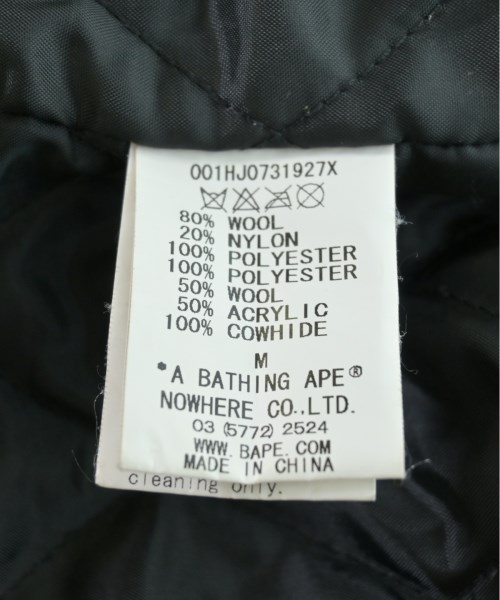 001HJ0731927X
80% WOOL
20% NYLON
100% POLYESTER
100% POLYESTER
50% WOOL
50% ACRYLIC
100% COWHIDE
M
*A BATHING APE®
NOWHERE CO.,LTD.
03 (5772) 2524
WWW.BAPE.COM
MADE IN CHINA
cleaning only.